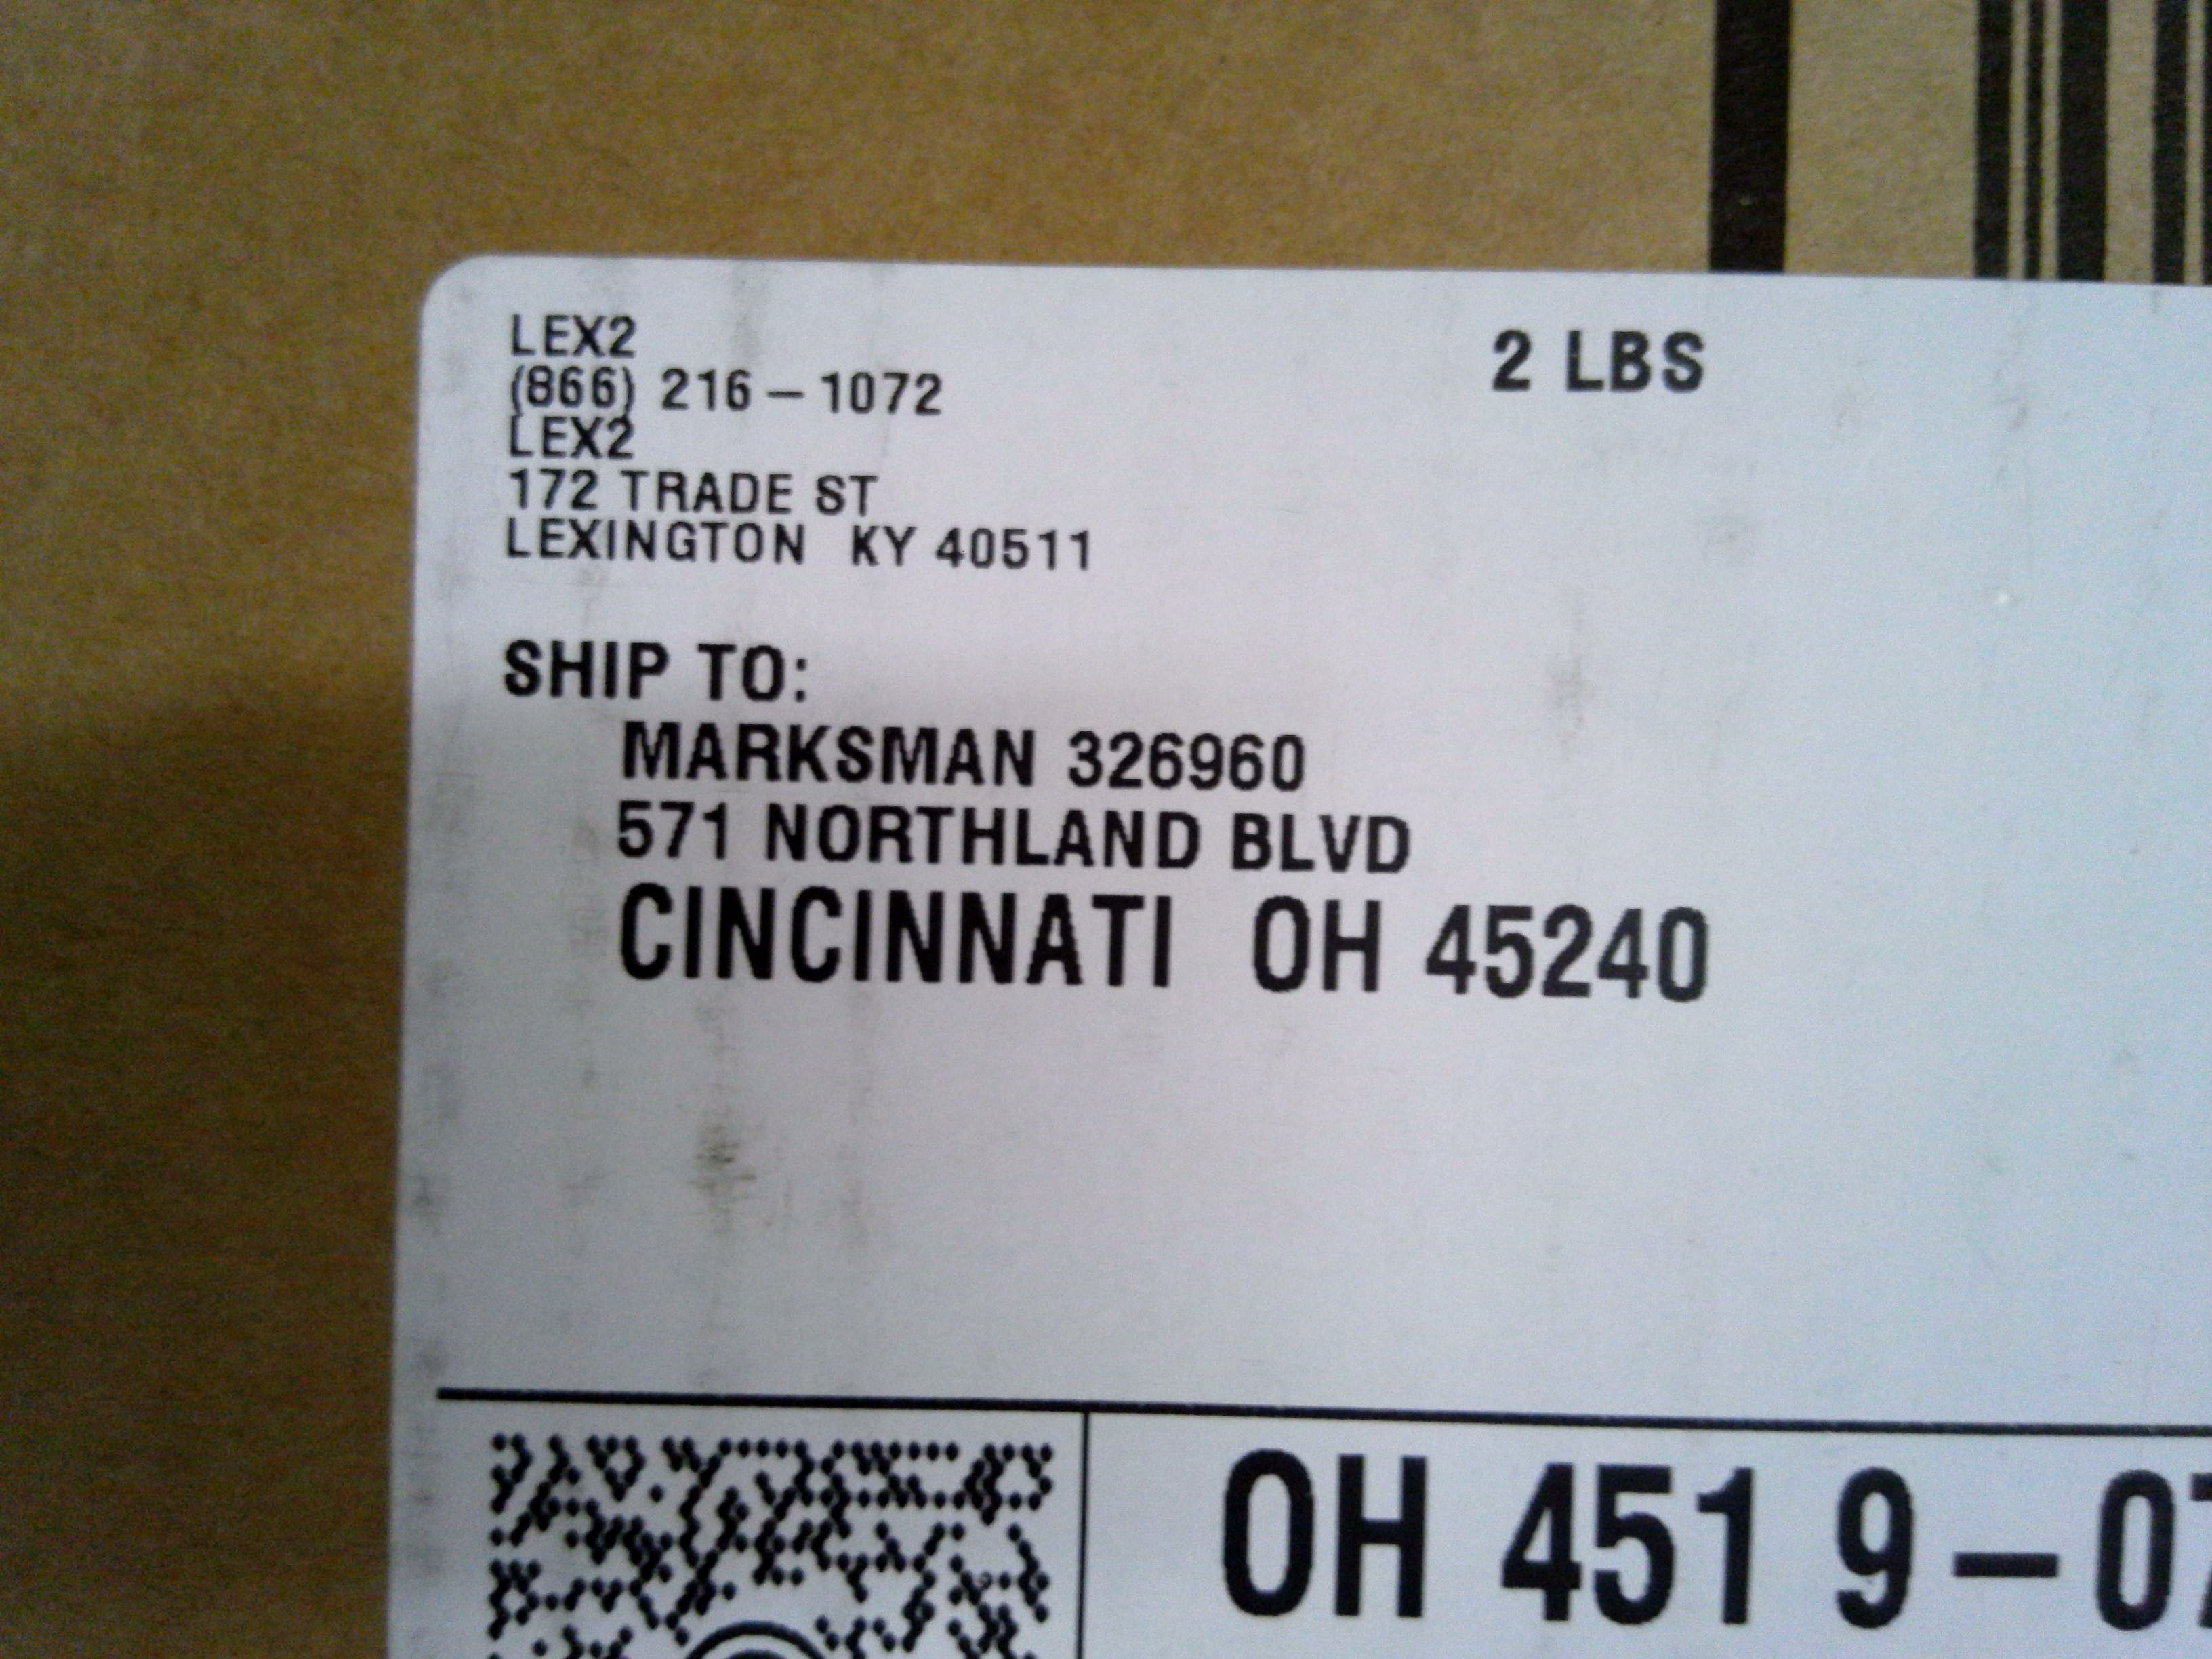 LEX2
2 LBS
(866) 216-1072
LEX2
172 TRADE ST
LEXINGTON KY 40511
SHIP TO:
MARKSMAN 326960
571 NORTHLAND BLVD
CINCINNATI OH 45240
OH 451 9-07